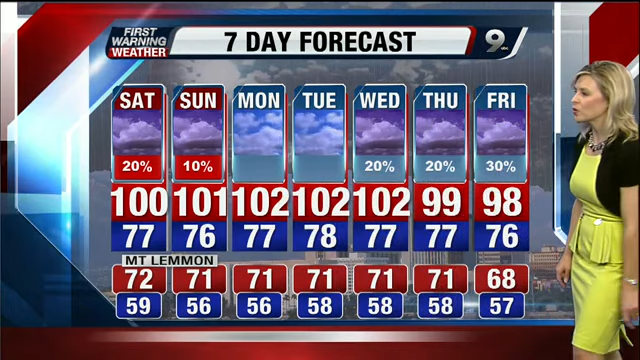 FIRST
WARNING
WEATHER
7 DAY FORECAST
9 abc
SAT SUN MON TUE WED THU FRI
20% 10% 20% 20% 30%
100 101 102 102 102 99 98
77 76 77 78 77 77 76
MT LEMMON
72 71 71 71 71 71 68
59 56 56 58 58 58 57